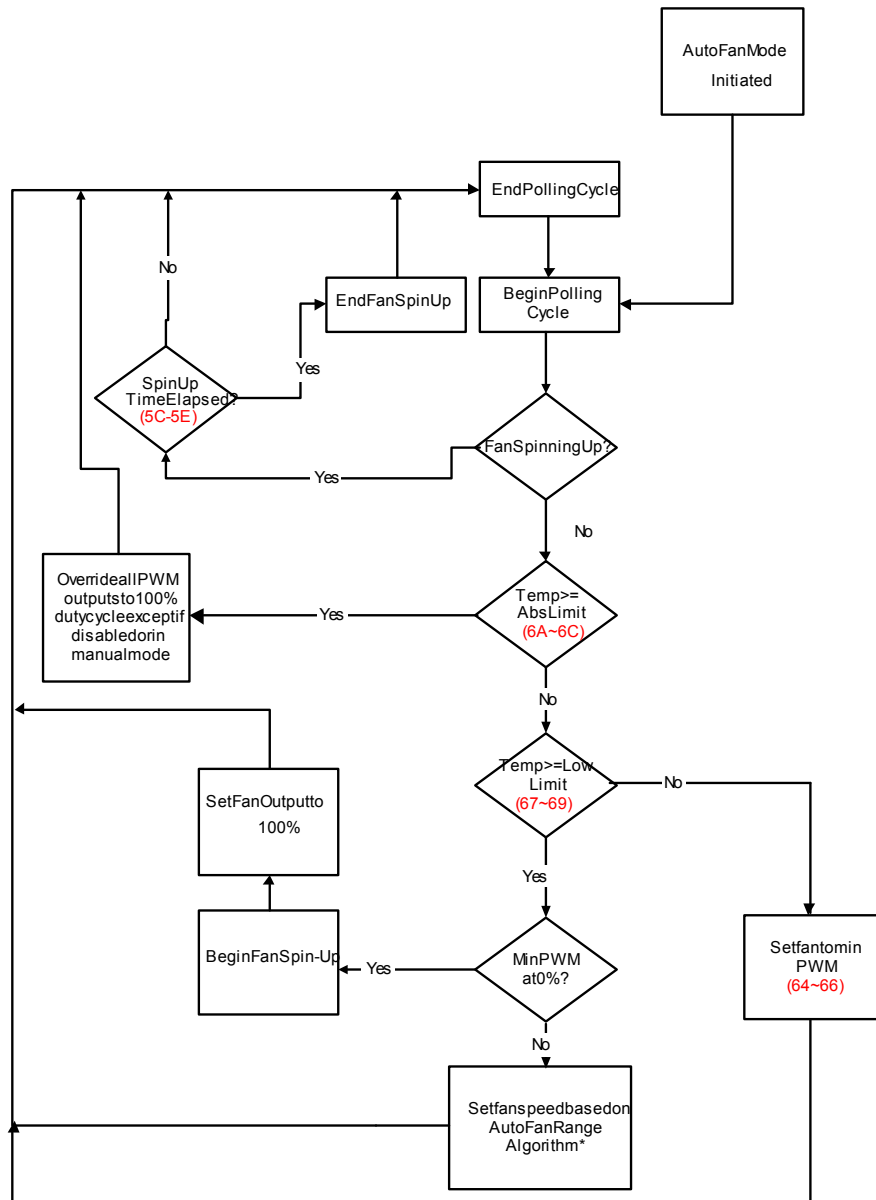 AutoFanMode
Initiated
EndPollingCycle
No
EndFanSpinUp
BeginPolling
Cycle
Yes
SpinUp
TimeElapsed?
(5C-5E)
FanSpinningUp?
Yes
No
OverrideallPWM
outputsto100%
dutycycleexceptif
disabledorin
manualmode
Yes
Temp>=
AbsLimit
(6A~6C)
No
Temp>=Low
Limit
(67~69)
No
SetFanOutputto
100%
Yes
BeginFanSpin-Up
Yes
MinPWM
at0%?
Setfantomin
PWM
(64~66)
No
Setfanspeedbasedon
AutoFanRange
Algorithm*